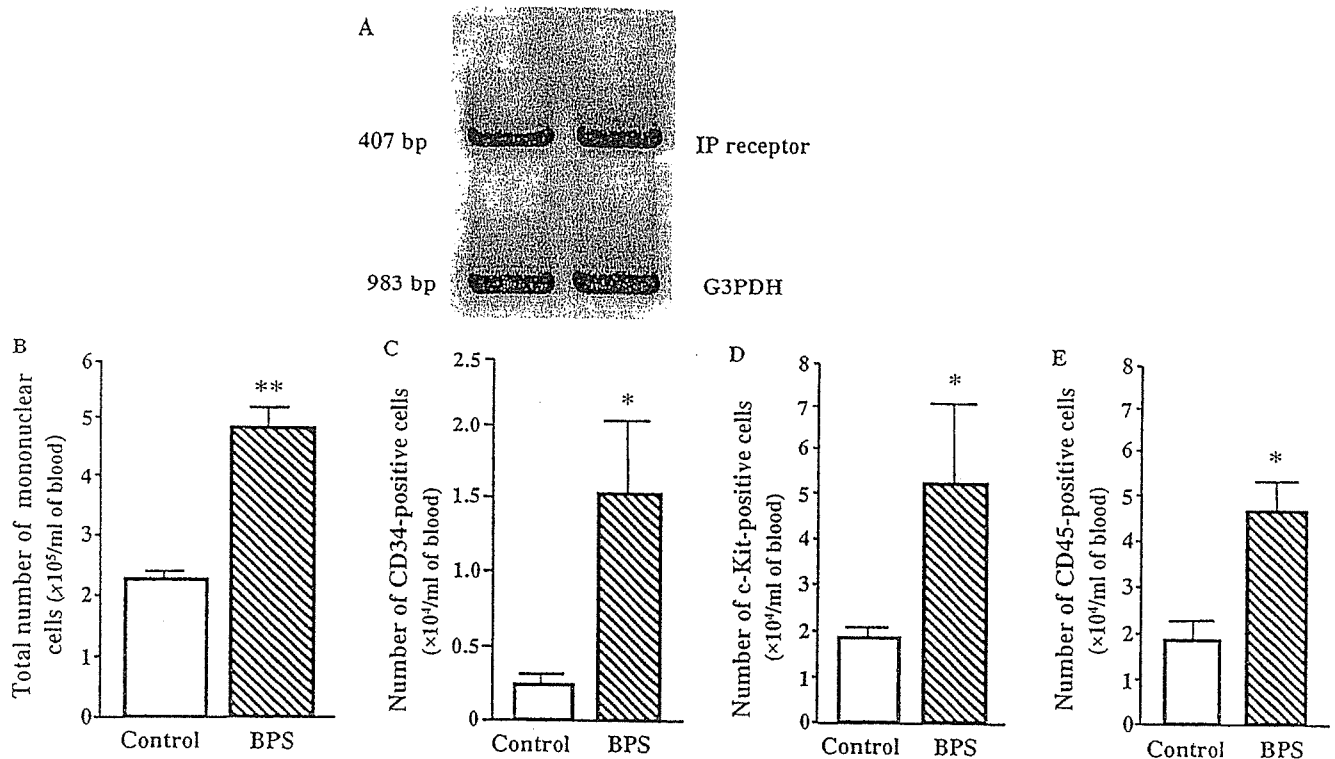 A
407 bp
IP receptor
983 bp
G3PDH
B
Total number of mononuclear
cells (x10⁵/ml of blood)
6
5
4
3
2
1
0
**
Control
BPS
C
Number of CD34-positive cells
(×10⁴/ml of blood)
2.5
2.0
1.5
1.0
0.5
0
*
Control
BPS
D
Number of c-Kit-positive cells
(×10⁴/ml of blood)
8
7
6
5
4
3
2
1
0
*
Control
BPS
E
Number of CD45-positive cells
(×10⁴/ml of blood)
8
7
6
5
4
3
2
1
0
*
Control
BPS